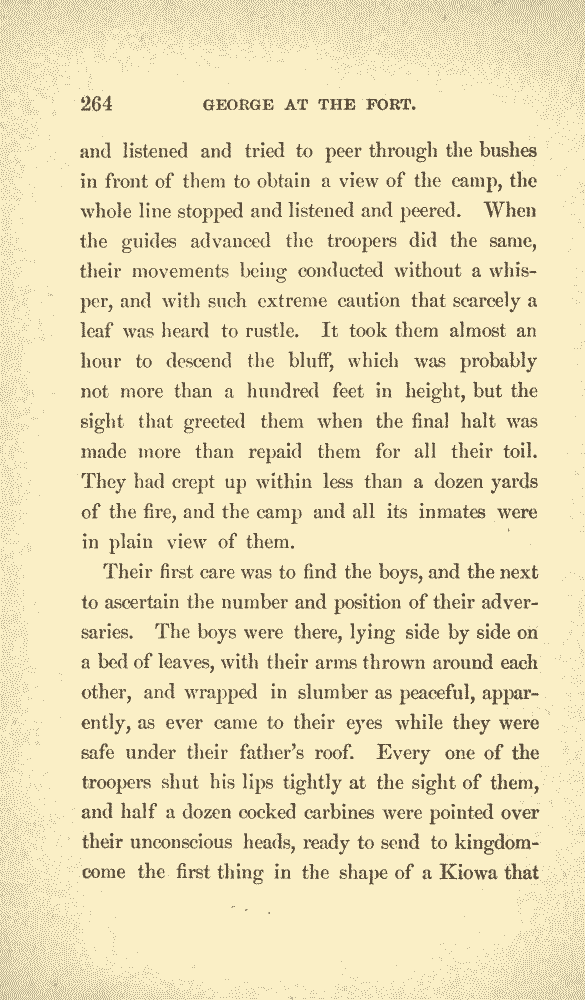 264 GEORGE AT THE FORT.
and listened and tried to peer through the bushes
in front of them to obtain a view of the camp, the
whole line stopped and listened and peered. When
the guides advanced the troopers did the same,
their movements being conducted without a whis-
per, and with such extreme caution that scarcely a
leaf was heard to rustle. It took them almost an
hour to descend the bluff, which was probably
not more than a hundred feet in height, but the
sight that greeted them when the final halt was
made more than repaid them for all their toil.
They had crept up within less than a dozen yards
of the fire, and the camp and all its inmates were
in plain view of them.
Their first care was to find the boys, and the next
to ascertain the number and position of their adver-
saries. The boys were there, lying side by side on
a bed of leaves, with their arms thrown around each
other, and wrapped in slumber as peaceful, appar-
ently, as ever came to their eyes while they were
safe under their father's roof. Every one of the
troopers shut his lips tightly at the sight of them,
and half a dozen cocked carbines were pointed over
their unconscious heads, ready to send to kingdom-
come the first thing in the shape of a Kiowa that